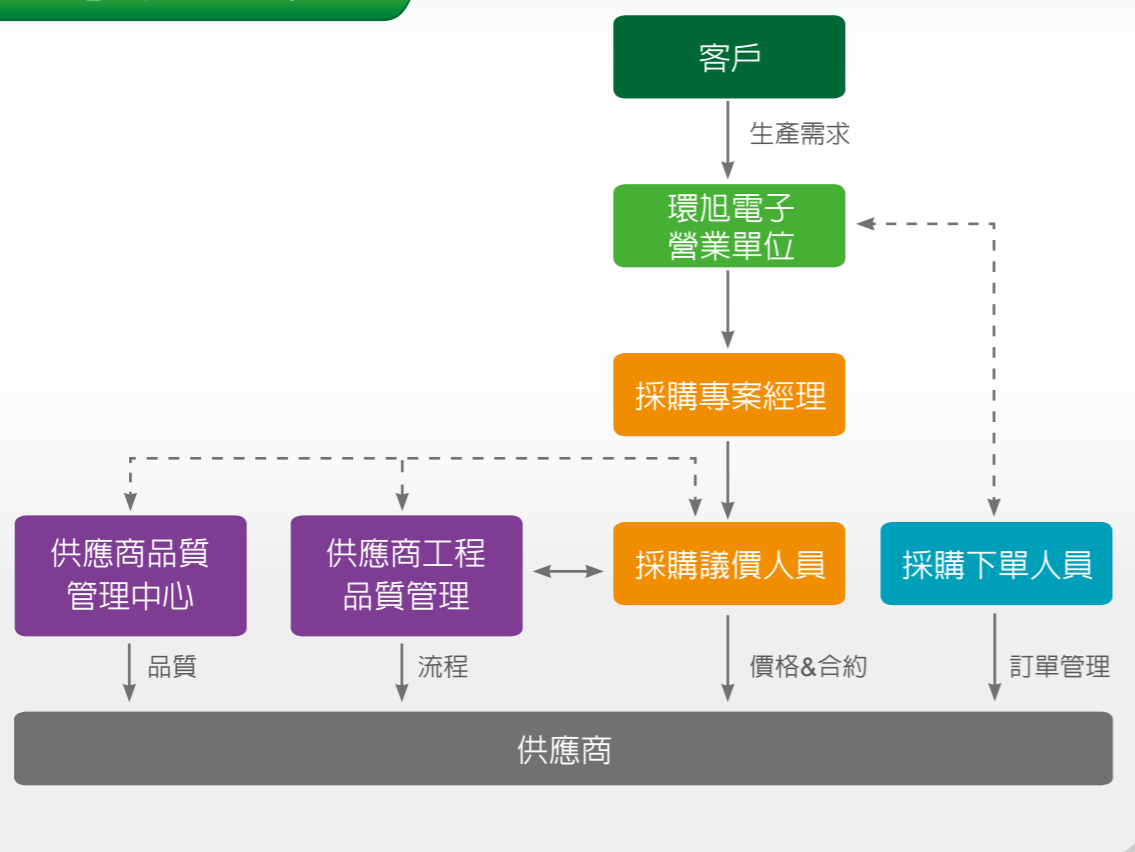 客戶
生產需求
環旭電子
營業單位
採購專案經理
供應商品質
管理中心
供應商工程
品質管理
採購議價人員
採購下單人員
品質
流程
價格&合約
訂單管理
供應商